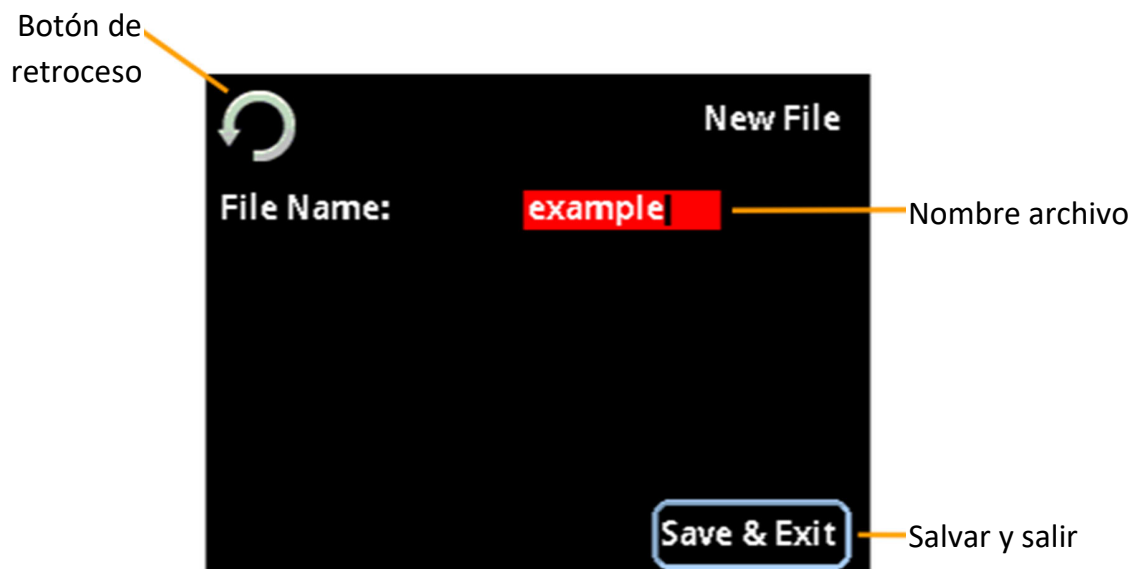 Botón de
retroceso
New File
File Name:
example
Nombre archivo
Save & Exit
Salvar y salir